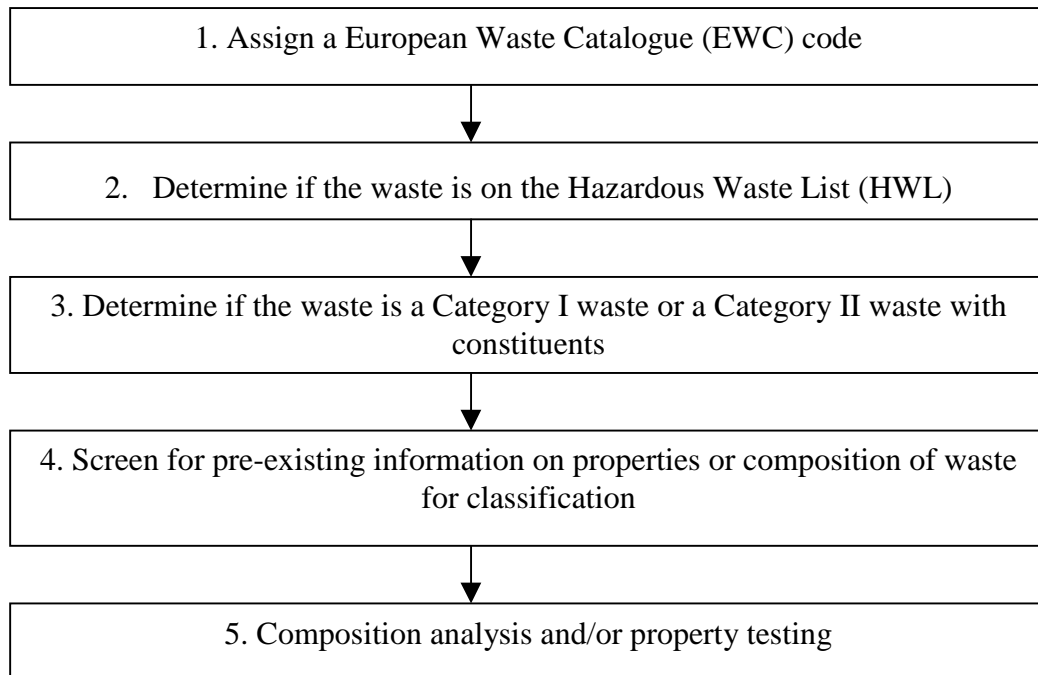 1. Assign a European Waste Catalogue (EWC) code
2. Determine if the waste is on the Hazardous Waste List (HWL)
3. Determine if the waste is a Category I waste or a Category II waste with
constituents
4. Screen for pre-existing information on properties or composition of waste
for classification
5. Composition analysis and/or property testing